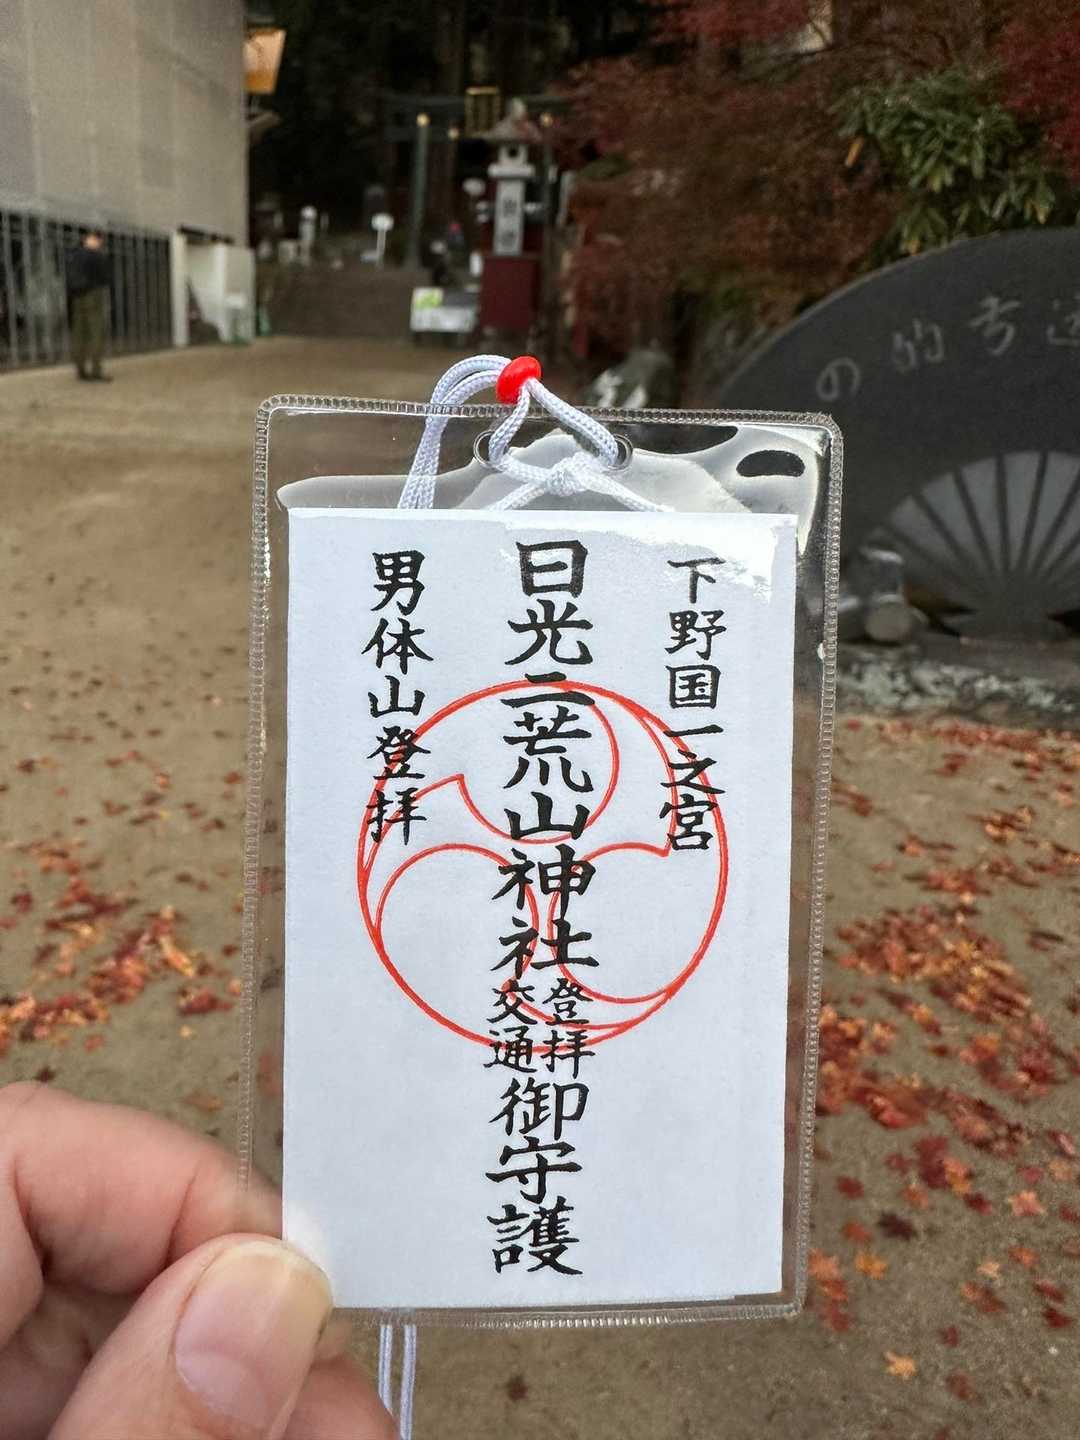 下野国一之宮
日光二荒山神社
登拝
交通
御守護
男体山登拝